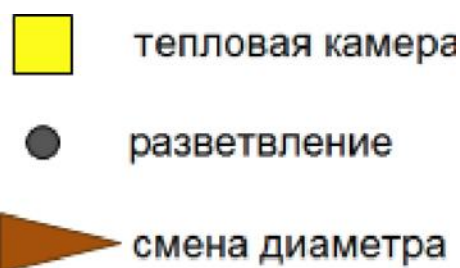 тепловая камера
разветвление
смена диаметра